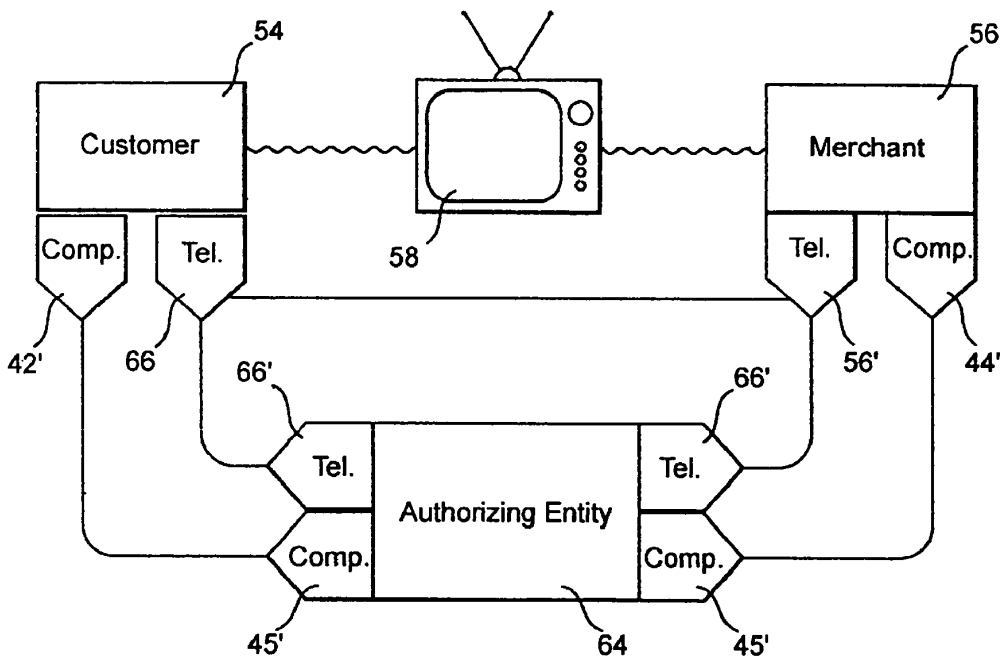 54
56
Customer
Merchant
58
Comp.
Tel.
Tel.
Comp.
42'
66
56'
44'
66'
66'
Tel.
Authorizing Entity
Tel.
Comp.
Comp.
45'
64
45'